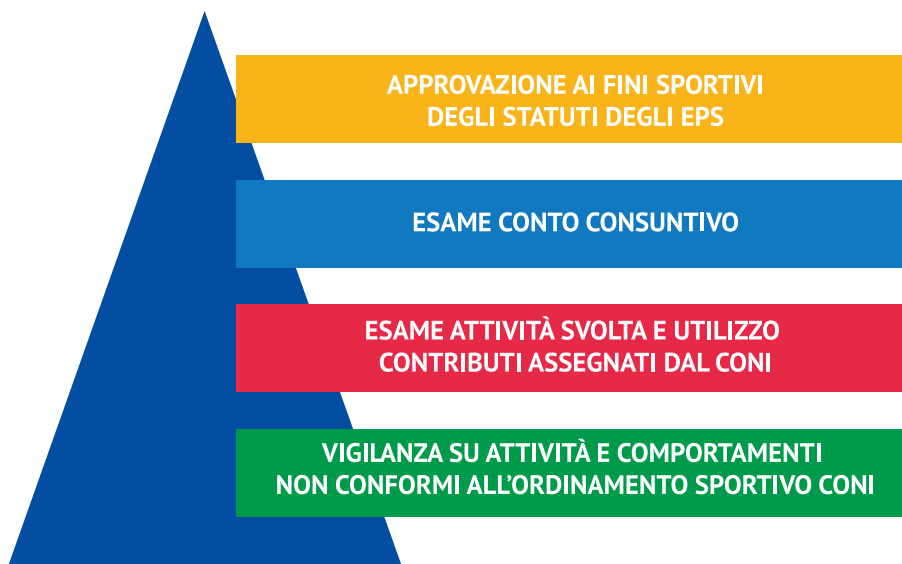 APPROVAZIONE AI FINI SPORTIVI
DEGLI STATUTI DEGLI EPS
ESAME CONTO CONSUNTIVO
ESAME ATTIVITÀ SVOLTA E UTILIZZO
CONTRIBUTI ASSEGNATI DAL CONI
VIGILANZA SU ATTIVITÀ E COMPORTAMENTI
NON CONFORMI ALL’ORDINAMENTO SPORTIVO CONI